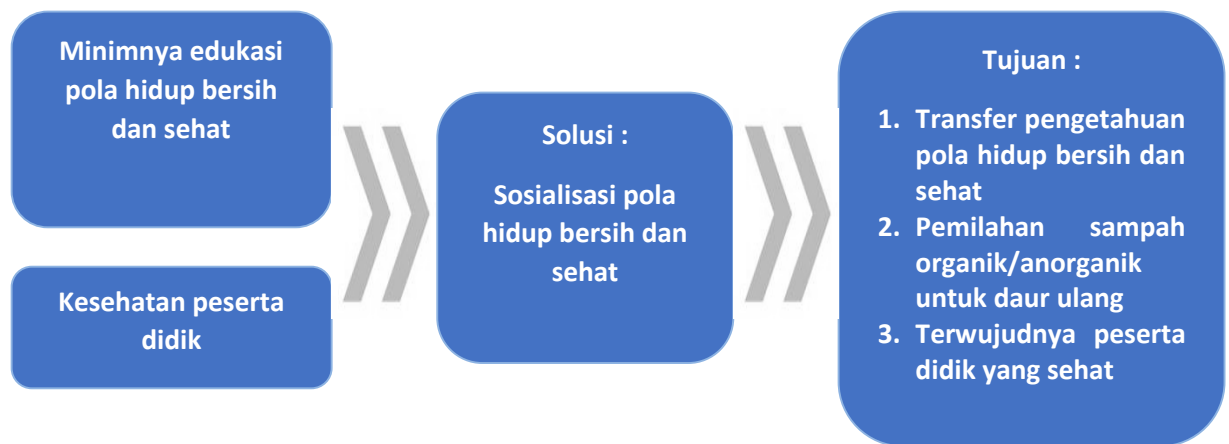 Minimnya edukasi
pola hidup bersih
dan sehat
Kesehatan peserta
didik
Solusi :
Sosialisasi pola
hidup bersih dan
sehat
Tujuan :
1. Transfer pengetahuan
pola hidup bersih dan
sehat
2. Pemilahan sampah
organik/anorganik
untuk daur ulang
3. Terwujudnya peserta
didik yang sehat